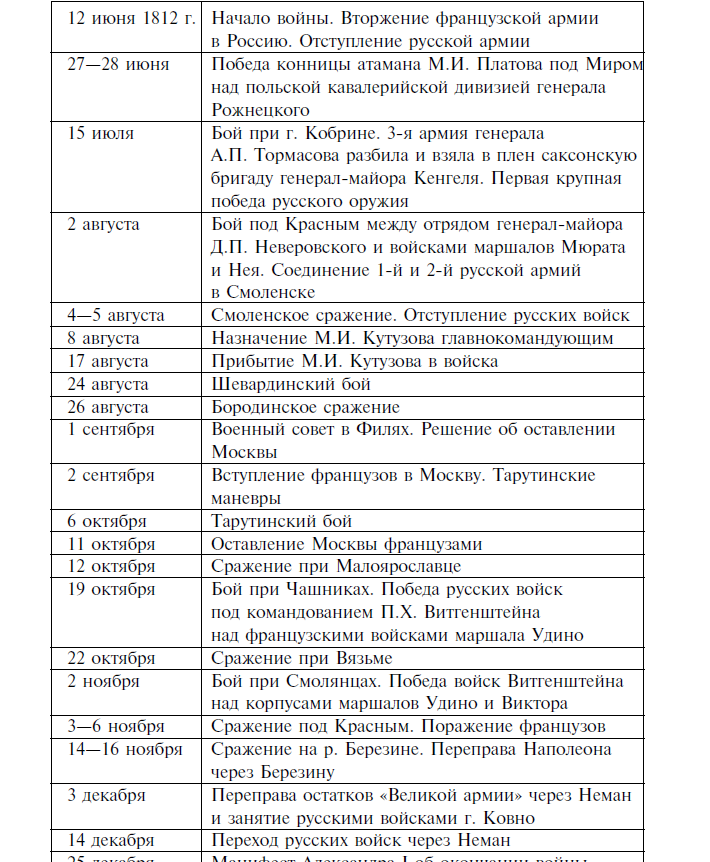 12 июня 1812 г. Начало войны. Вторжение французской армии
в Россию. Отступление русской армии
27—28 июня Победа конницы атамана М.И. Платова под Миром
над польской кавалерийской дивизией генерала
Рожнецкого
15 июля Бой при г. Кобрине. 3-я армия генерала
А.П. Тормасова разбила и взяла в плен саксонскую
бригаду генерал-майора Кенгеля. Первая крупная
победа русского оружия
2 августа Бой под Красным между отрядом генерал-майора
Д.П. Неверовского и войсками маршалов Мюрата
и Нея. Соединение 1-й и 2-й русской армий
в Смоленске
4—5 августа Смоленское сражение. Отступление русских войск
8 августа Назначение М.И. Кутузова главнокомандующим
17 августа Прибытие М.И. Кутузова в войска
24 августа Шевардинский бой
26 августа Бородинское сражение
1 сентября Военный совет в Филях. Решение об оставлении
Москвы
2 сентября Вступление французов в Москву. Тарутинские
маневры
6 октября Тарутинский бой
11 октября Оставление Москвы французами
12 октября Сражение при Малоярославце
19 октября Бой при Чашниках. Победа русских войск
под командованием П.Х. Витгенштейна
над французскими войсками маршала Удино
22 октября Сражение при Вязьме
2 ноября Бой при Смолянцах. Победа войск Витгенштейна
над корпусами маршалов Удино и Виктора
3—6 ноября Сражение под Красным. Поражение французов
14—16 ноября Сражение на р. Березине. Переправа Наполеона
через Березину
3 декабря Переправа остатков «Великой армии» через Неман
и занятие русскими войсками г. Ковно
14 декабря Переход русских войск через Неман
25 декабря Манифест Александра I об окончании войны